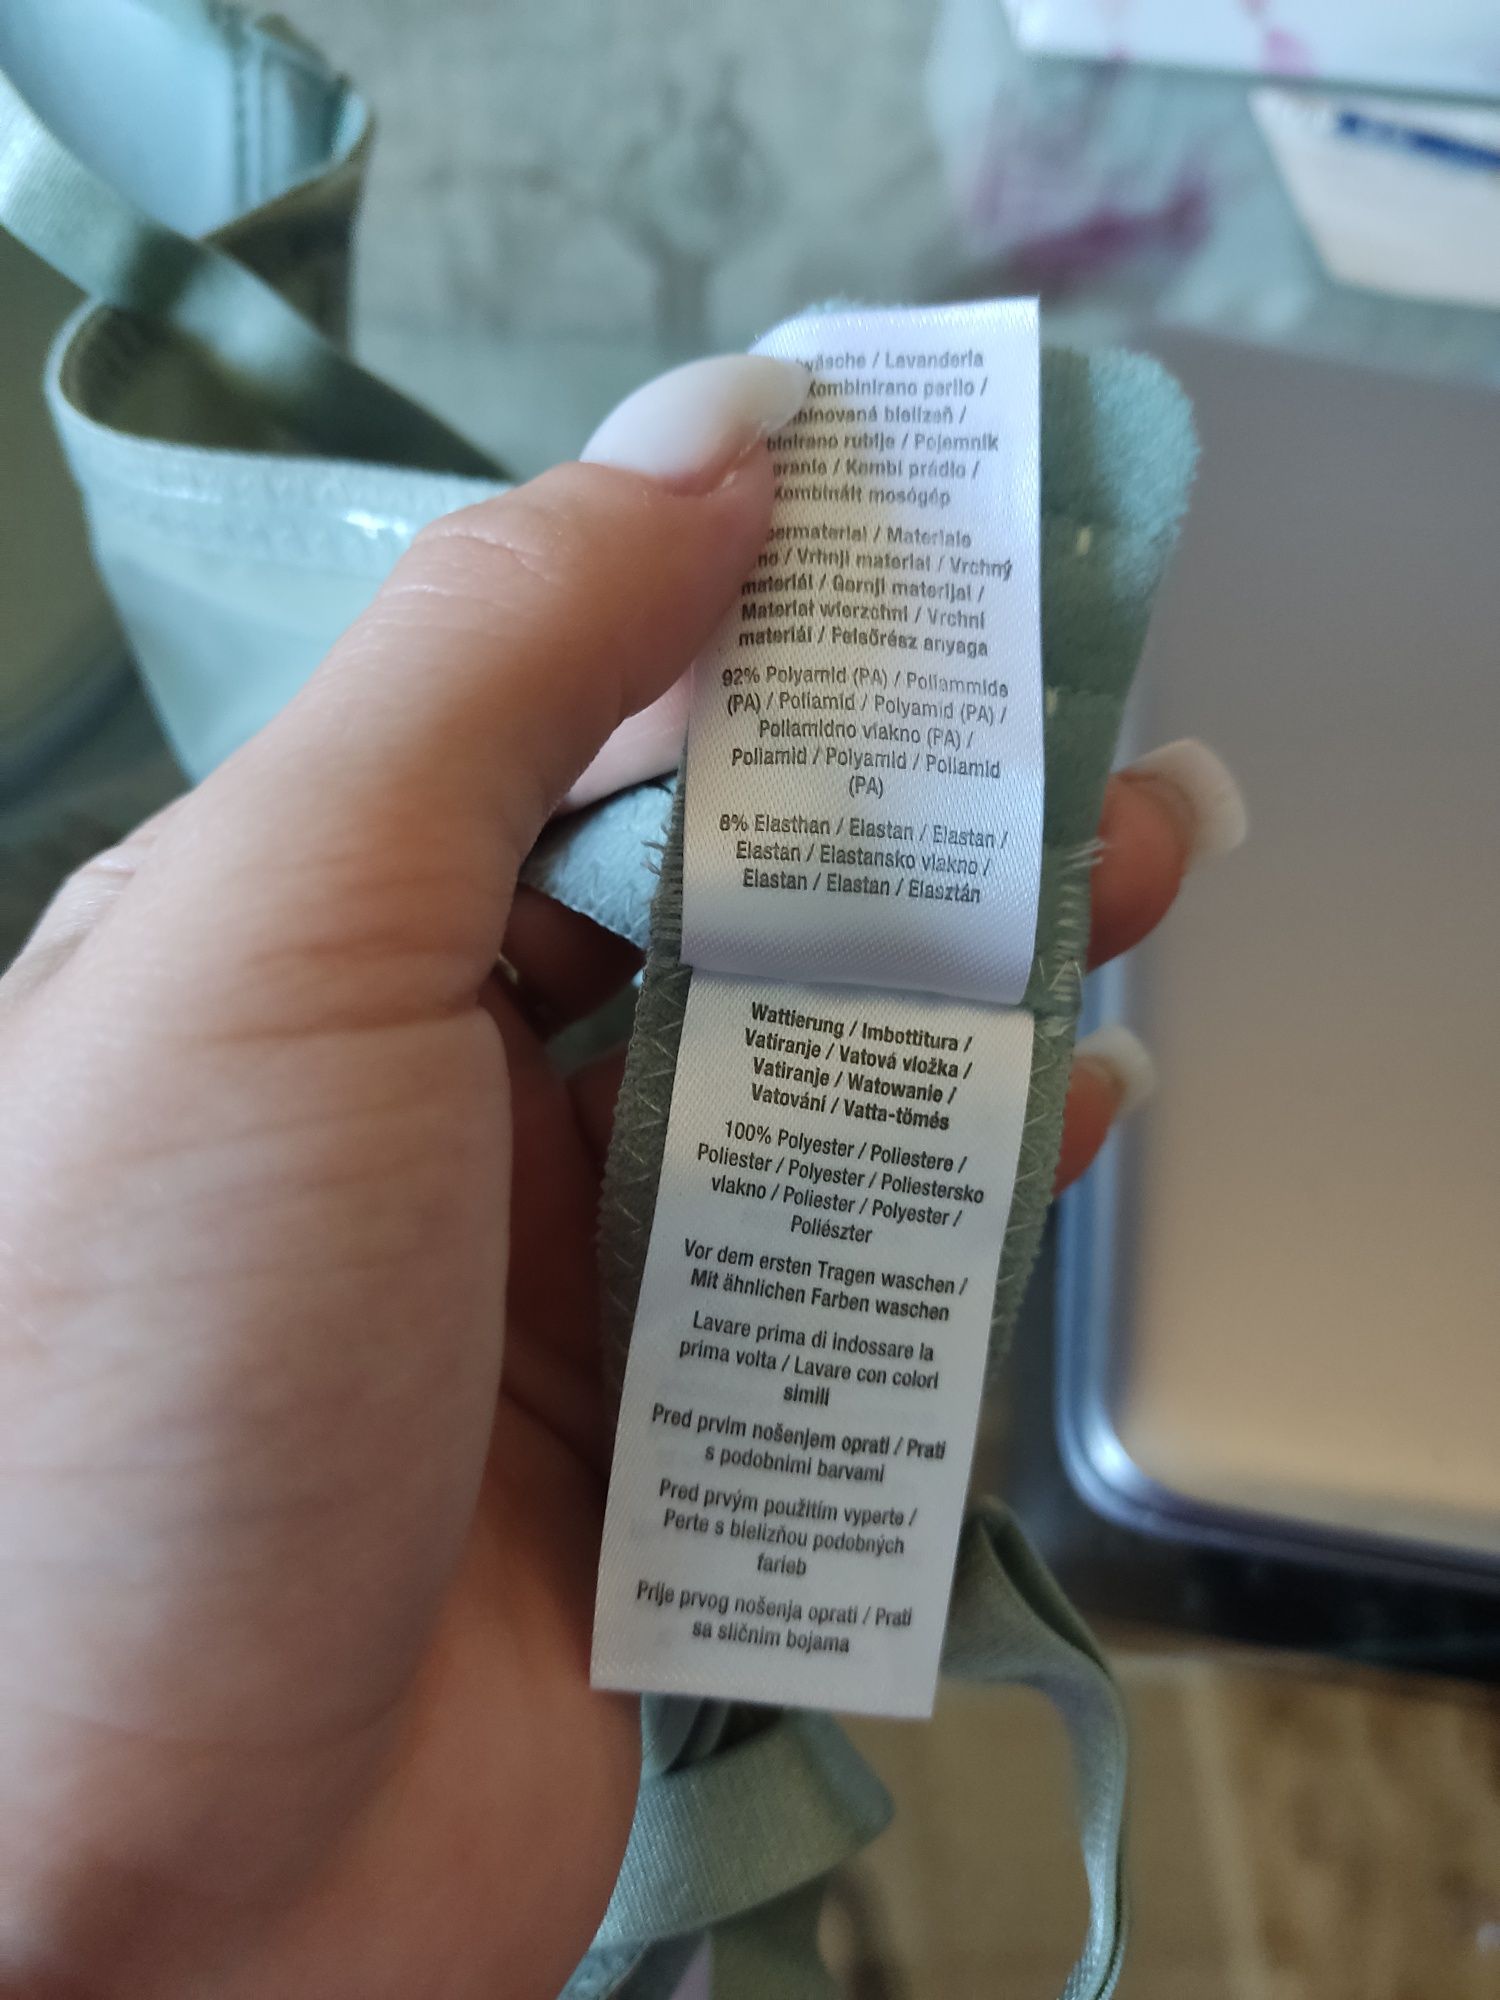 wäsche / Lavanderia
Kombinirano perilo /
bielizeň /
rublje / Pojemnik
pranie / Kombi prádlo /
Kombinált mosógép
permaterial / Materiale
no / Vrhnji material / Vrchný
materiál / Gornji materijal /
Materiał wierzchni / Vrchní
materiál / Felsőrész anyaga
92% Polyamid (PA) / Poliammide
(PA) / Poliamid / Polyamid (PA) /
Poliamidno vlakno (PA) /
Poliamid / Polyamid / Poliamid
(PA)
8% Elasthan / Elastan / Elastan /
Elastan / Elastansko vlakno /
Elastan / Elastan / Elasztán
Wattierung / Imbottitura /
Vatiranje / Vatová vložka /
Vatiranje / Watowanie /
Vatování / Vatta-tömés
100% Polyester / Poliestere /
Poliester / Polyester / Poliestersko
vlakno / Poliester / Polyester /
Poliészter
Vor dem ersten Tragen waschen /
Mit ähnlichen Farben waschen
Lavare prima di indossare la
prima volta / Lavare con colori
simili
Pred prvim nošenjem oprati / Prati
s podobnimi barvami
Pred prvým použitím vyperte /
Perte s bielizňou podobných
farieb
Prije prvog nošenja oprati / Prati
sa sličnim bojama